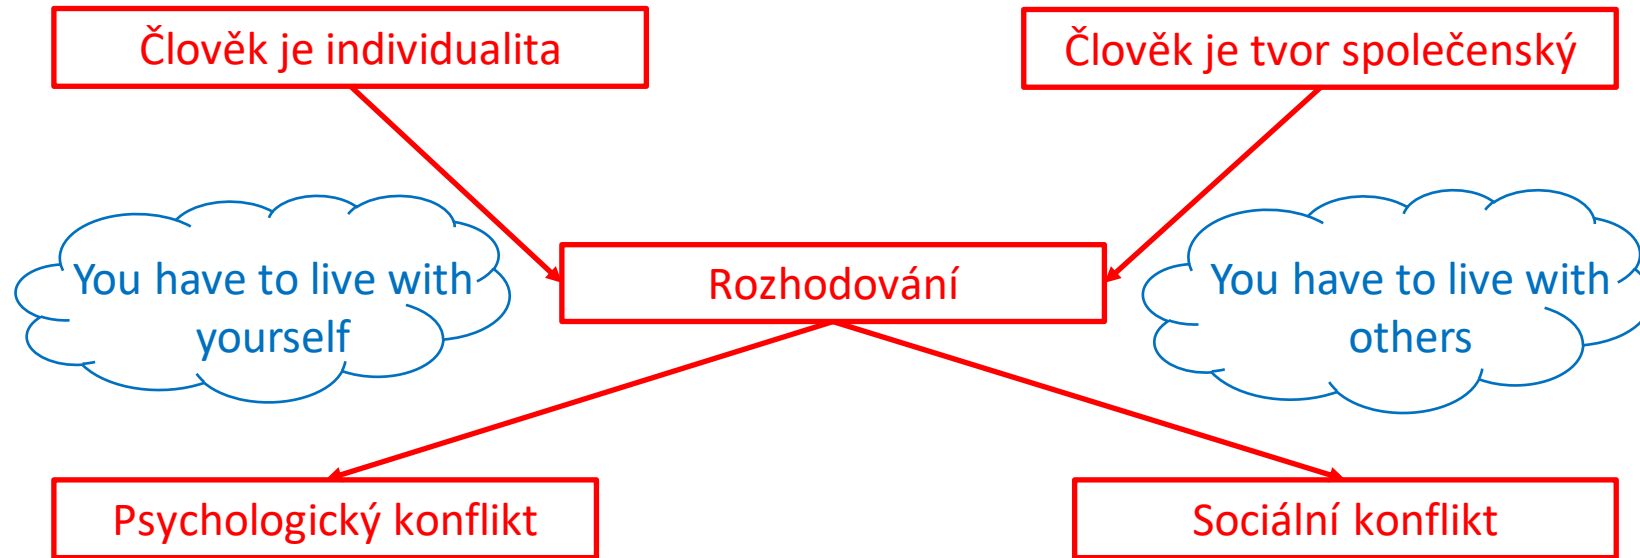 Člověk je individualita
Člověk je tvor společenský
You have to live with
yourself
Rozhodování
You have to live with
others
Psychologický konflikt
Sociální konflikt